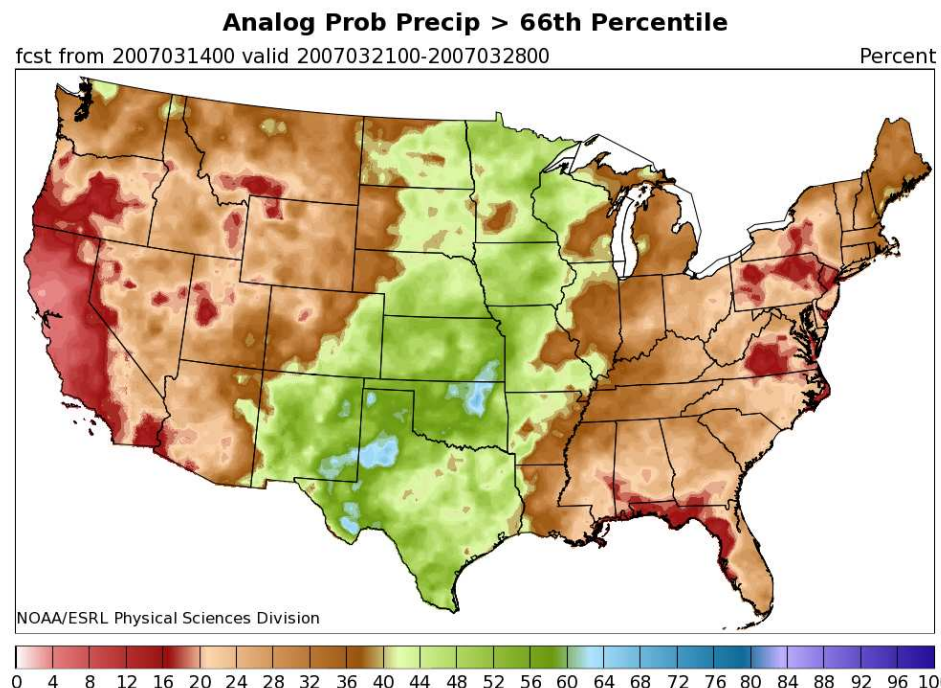 Analog Prob Precip > 66th Percentile
fcst from 2007031400 valid 2007032100-2007032800 Percent
NOAA/ESRL Physical Sciences Division
0 4 8 12 16 20 24 28 32 36 40 44 48 52 56 60 64 68 72 76 80 84 88 92 96 10